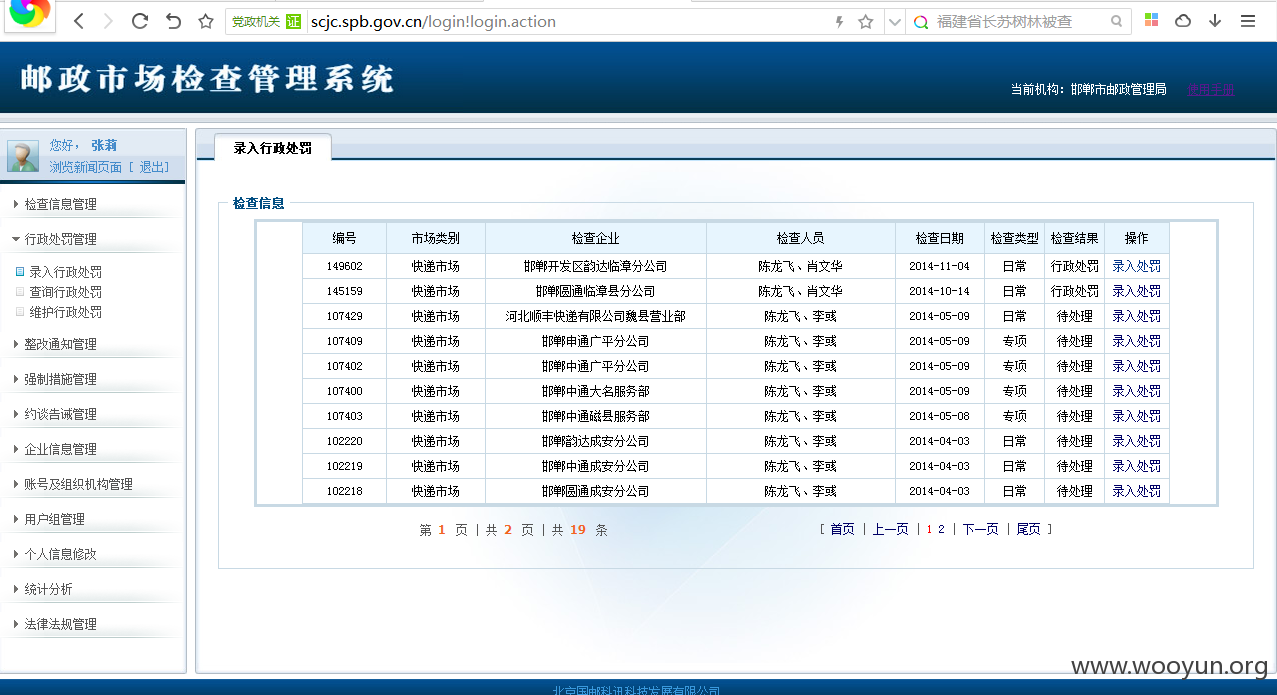 党政机关 证 scjc.spb.gov.cn/login!login.action 福建省长苏树林被查
邮政市场检查管理系统
当前机构：邯郸市邮政管理局 使用手册
您好， 张莉
浏览新闻页面 [ 退出]
检查信息管理
行政处罚管理
录入行政处罚
查询行政处罚
维护行政处罚
整改通知管理
强制措施管理
约谈告诫管理
企业信息管理
账号及组织机构管理
用户组管理
个人信息修改
统计分析
法律法规管理
录入行政处罚
检查信息
编号 市场类别 检查企业 检查人员 检查日期 检查类型 检查结果 操作
149602 快递市场 邯郸开发区韵达临漳分公司 陈龙飞、肖文华 2014-11-04 日常 行政处罚 录入处罚
145159 快递市场 邯郸圆通临漳县分公司 陈龙飞、肖文华 2014-10-14 日常 行政处罚 录入处罚
107429 快递市场 河北顺丰快递有限公司魏县营业部 陈龙飞、李彧 2014-05-09 日常 待处理 录入处罚
107409 快递市场 邯郸申通广平分公司 陈龙飞、李彧 2014-05-09 专项 待处理 录入处罚
107402 快递市场 邯郸中通广平分公司 陈龙飞、李彧 2014-05-09 专项 待处理 录入处罚
107400 快递市场 邯郸中通大名服务部 陈龙飞、李彧 2014-05-09 专项 待处理 录入处罚
107403 快递市场 邯郸中通磁县服务部 陈龙飞、李彧 2014-05-08 专项 待处理 录入处罚
102220 快递市场 邯郸韵达成安分公司 陈龙飞、李彧 2014-04-03 日常 待处理 录入处罚
102219 快递市场 邯郸中通成安分公司 陈龙飞、李彧 2014-04-03 日常 待处理 录入处罚
102218 快递市场 邯郸圆通成安分公司 陈龙飞、李彧 2014-04-03 日常 待处理 录入处罚
第 1 页 | 共 2 页 | 共 19 条 [ 首页 | 上一页 | 1 2 | 下一页 | 尾页 ]
www.wooyun.org
北京国邮科讯科技发展有限公司